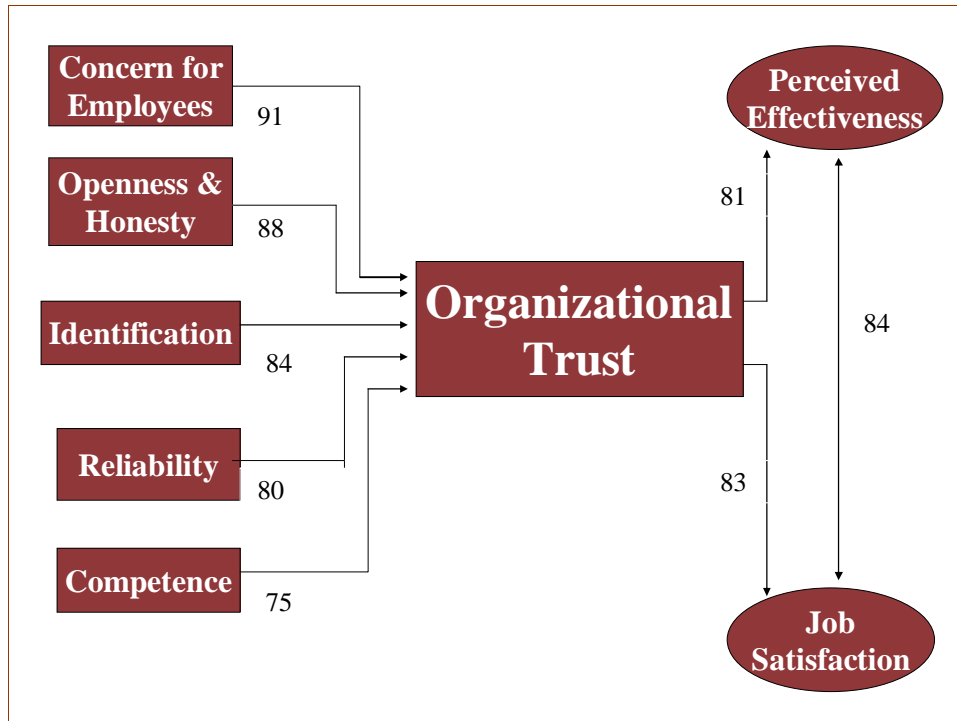 Concern for
Employees
91
Openness &
Honesty
88
Identification
84
Reliability
80
Competence
75
Organizational
Trust
Perceived
Effectiveness
81
84
83
Job
Satisfaction